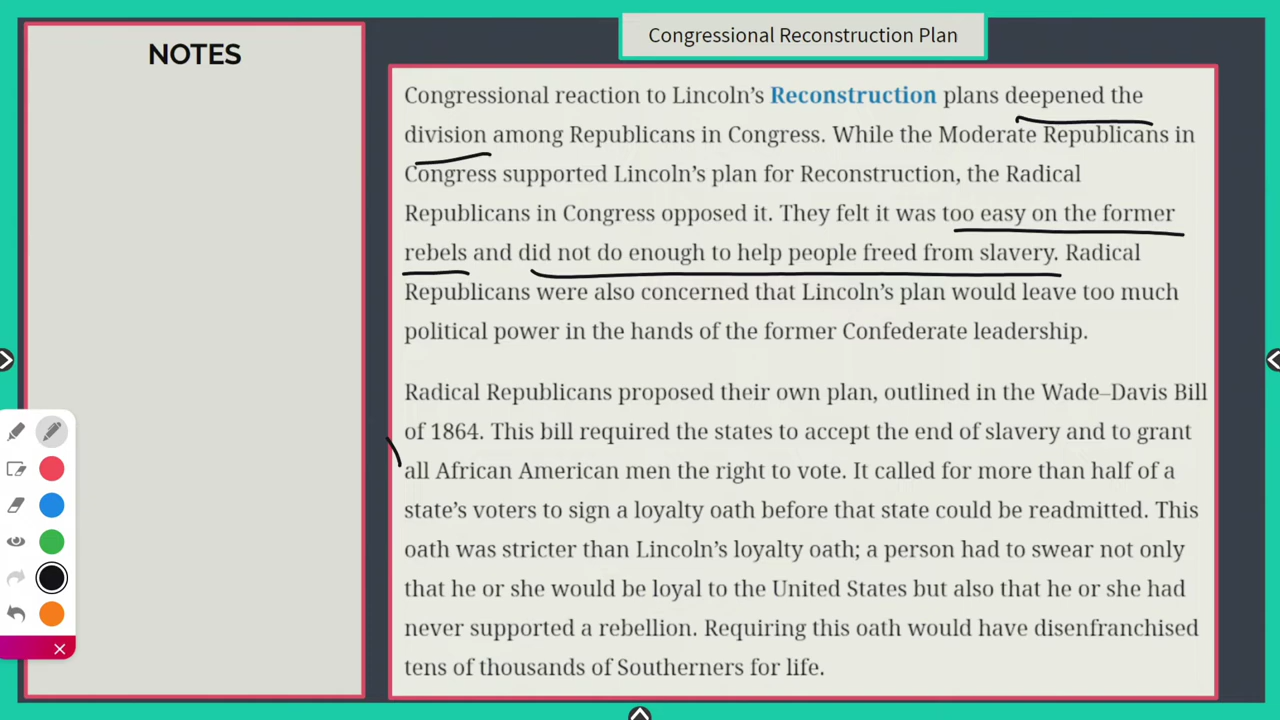 NOTES
Congressional Reconstruction Plan
Congressional reaction to Lincoln’s Reconstruction plans deepened the
division among Republicans in Congress. While the Moderate Republicans in
Congress supported Lincoln’s plan for Reconstruction, the Radical
Republicans in Congress opposed it. They felt it was too easy on the former
rebels and did not do enough to help people freed from slavery. Radical
Republicans were also concerned that Lincoln’s plan would leave too much
political power in the hands of the former Confederate leadership.
Radical Republicans proposed their own plan, outlined in the Wade–Davis Bill
of 1864. This bill required the states to accept the end of slavery and to grant
all African American men the right to vote. It called for more than half of a
state’s voters to sign a loyalty oath before that state could be readmitted. This
oath was stricter than Lincoln’s loyalty oath; a person had to swear not only
that he or she would be loyal to the United States but also that he or she had
never supported a rebellion. Requiring this oath would have disenfranchised
tens of thousands of Southerners for life.